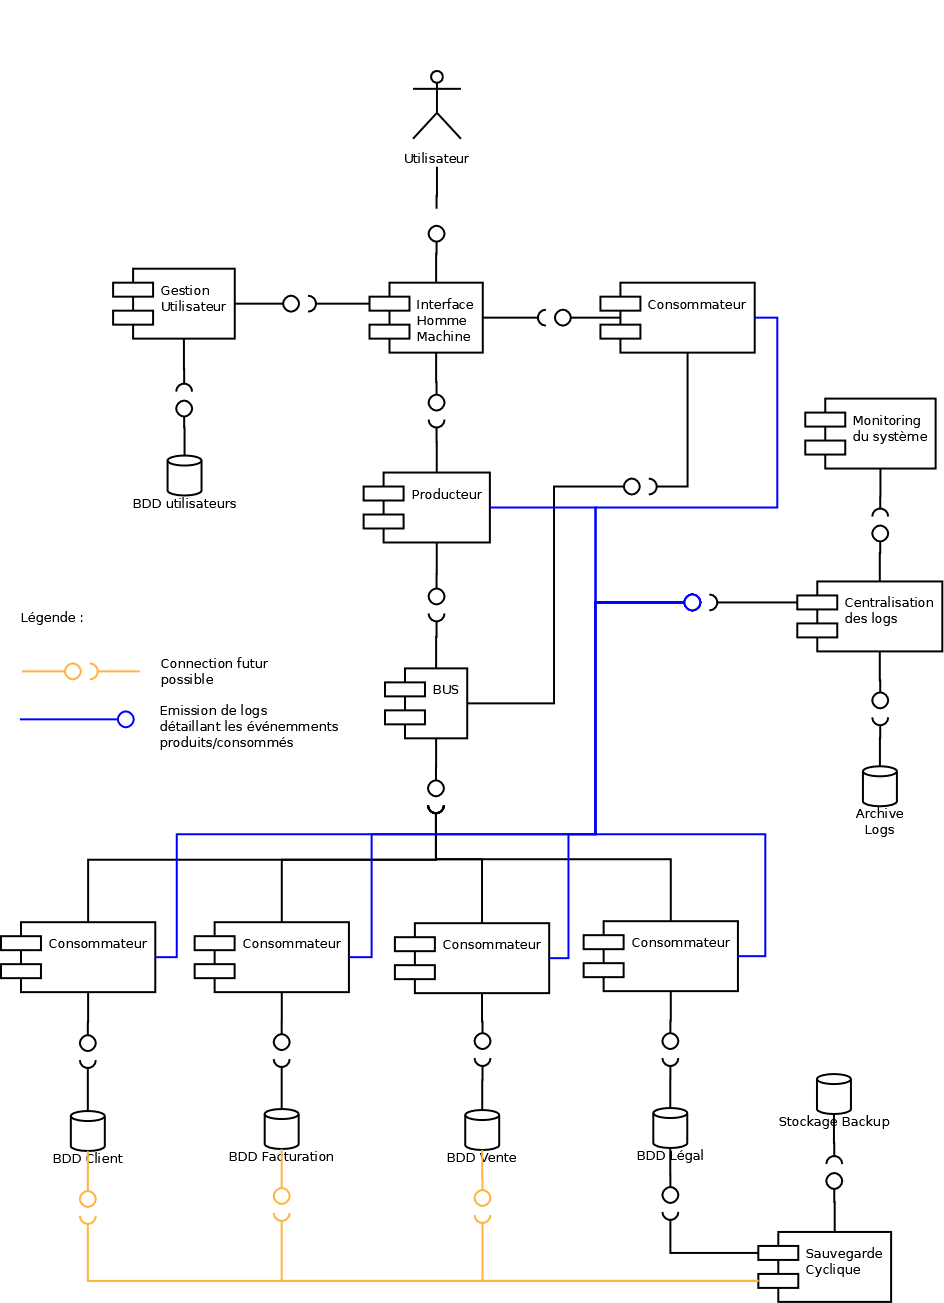 Utilisateur
Gestion
Utilisateur
Interface
Homme
Machine
Consommateur
Monitoring
du système
BDD utilisateurs
Producteur
Centralisation
des logs
Légende :
Connection futur
possible
Emission de logs
détaillant les événemments
produits/consommés
BUS
Archive
Logs
Consommateur
Consommateur
Consommateur
Consommateur
Stockage Backup
BDD Client
BDD Facturation
BDD Vente
BDD Légal
Sauvegarde
Cyclique